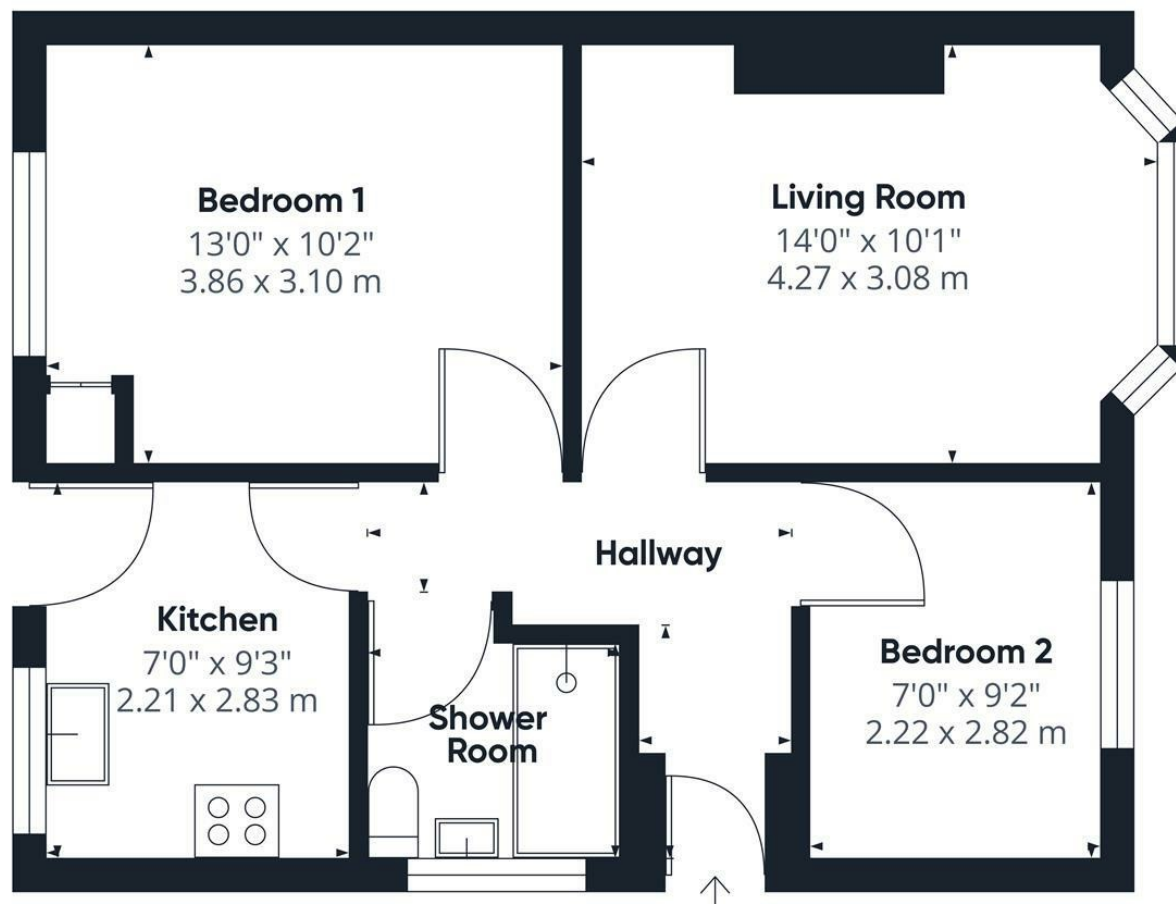 Bedroom 1
13'0" x 10'2"
3.86 x 3.10 m
Living Room
14'0" x 10'1"
4.27 x 3.08 m
Hallway
Kitchen
7'0" x 9'3"
2.21 x 2.83 m
Shower
Room
Bedroom 2
7'0" x 9'2"
2.22 x 2.82 m